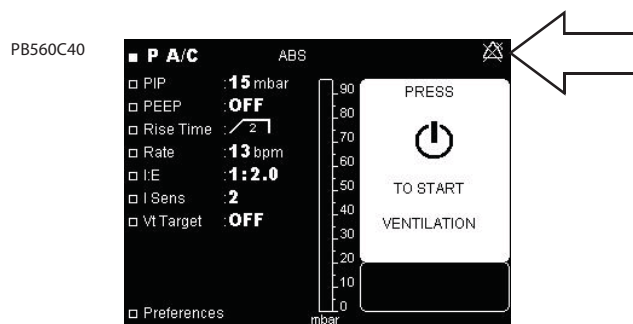 PB560C40
P A/C ABS
PIP :15 mbar
PEEP :OFF
Rise Time : 2
Rate :13 bpm
I:E :1:2.0
I Sens :2
Vt Target :OFF
Preferences
90
80
70
60
50
40
30
20
10
0
mbar
PRESS
TO START
VENTILATION